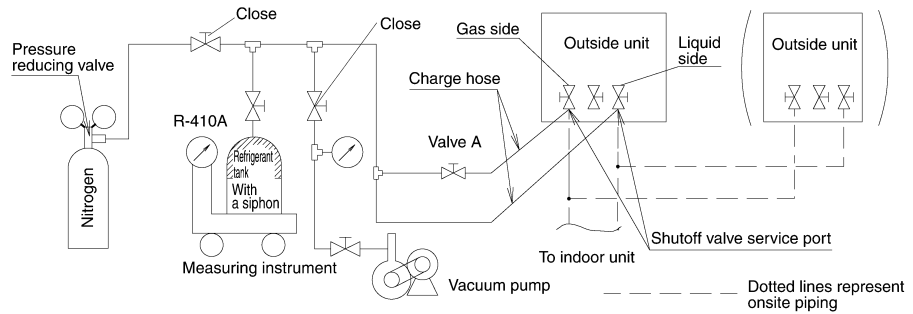 Close
Close
Pressure
reducing valve
Gas side
Outside unit
Liquid
side
Outside unit
Charge hose
R-410A
Valve A
Refrigerant
tank
With
a siphon
Nitrogen
Shutoff valve service port
To indoor unit
Measuring instrument
Vacuum pump
Dotted lines represent
onsite piping